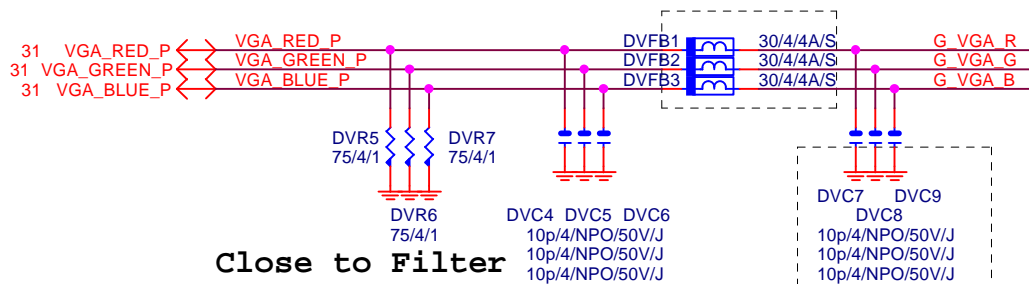 31 VGA_RED_P VGA_RED_P DVFB1 30/4/4A/S G_VGA_R
31 VGA_GREEN_P VGA_GREEN_P DVFB2 30/4/4A/S G_VGA_G
31 VGA_BLUE_P VGA_BLUE_P DVFB3 30/4/4A/S G_VGA_B
DVR5 DVR7
75/4/1 75/4/1
DVC7 DVC9
DVR6 DVC4 DVC5 DVC6 DVC8
75/4/1 10p/4/NPO/50V/J 10p/4/NPO/50V/J
10p/4/NPO/50V/J 10p/4/NPO/50V/J
Close to Filter 10p/4/NPO/50V/J 10p/4/NPO/50V/J